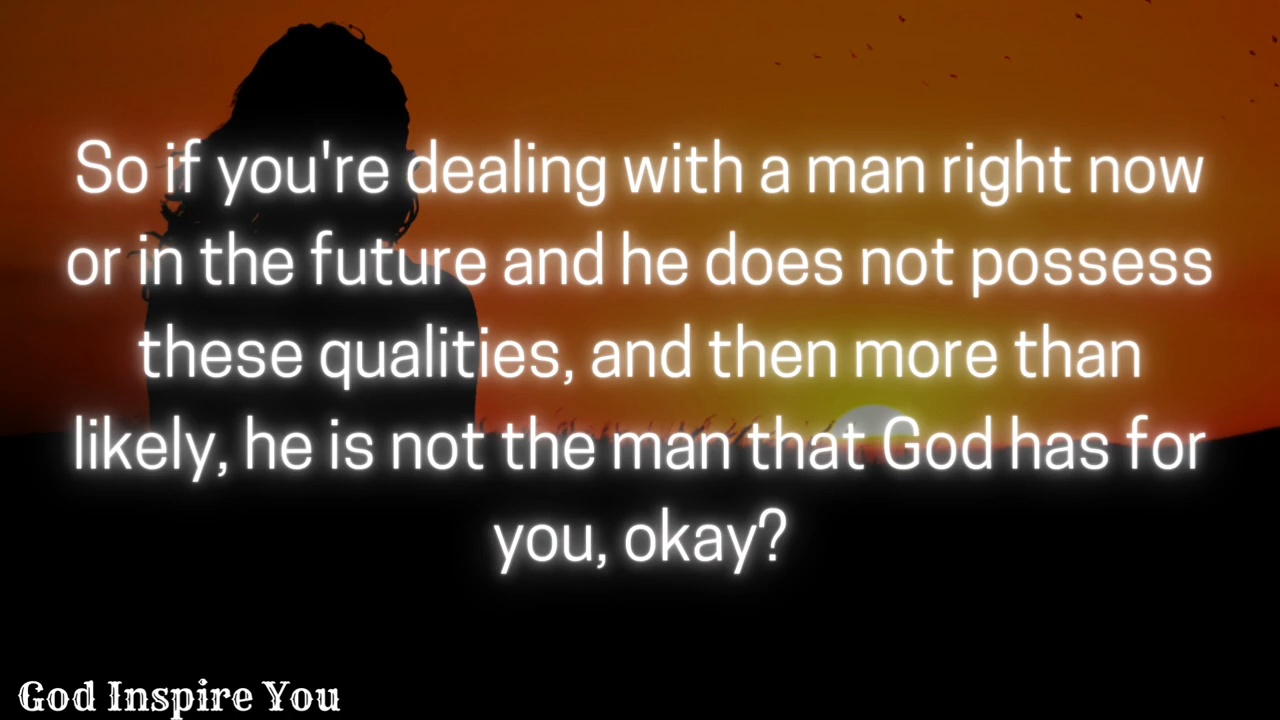 So if you're dealing with a man right now
or in the future and he does not possess
these qualities, and then more than
likely, he is not the man that God has for
you, okay?
God Inspire You